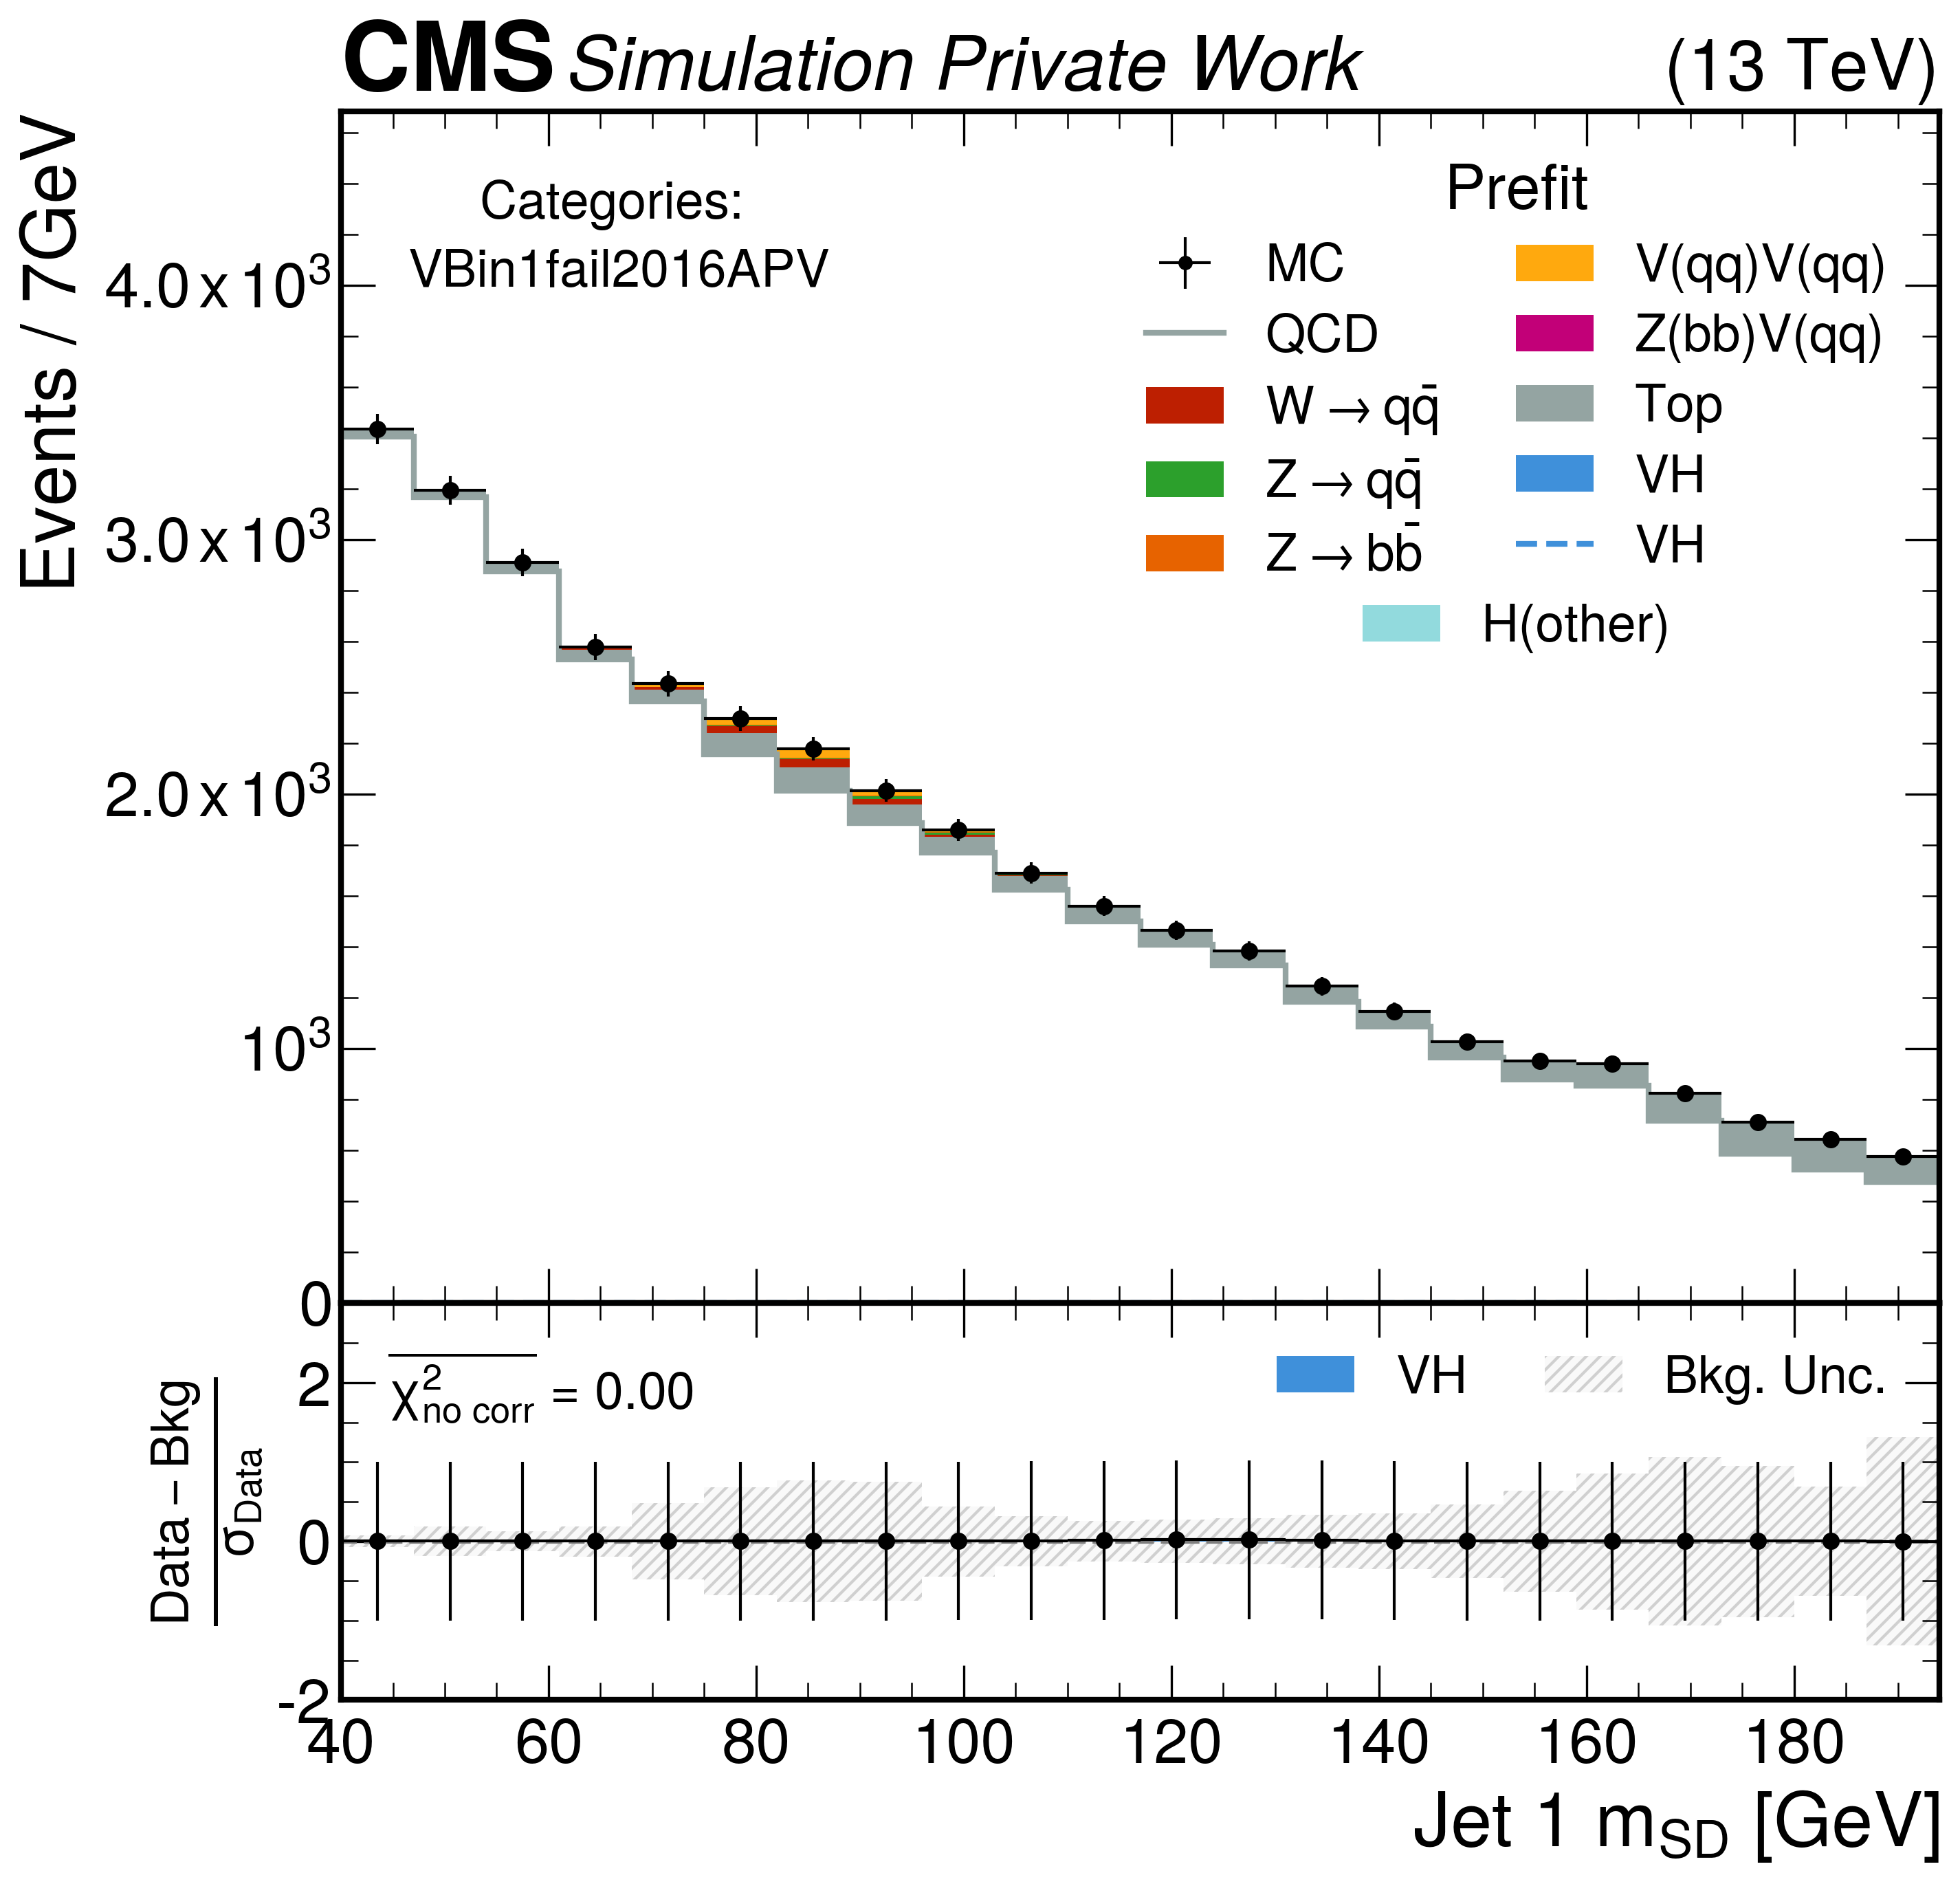 CMS Simulation Private Work (13 TeV)
Events / 7GeV
Categories:
VBin1fail2016APV
Prefit
MC
QCD
W → qq̄
Z → qq̄
Z → bb̄
V(qq)V(qq)
Z(bb)V(qq)
Top
VH
VH
H(other)
4.0 x 10³
3.0 x 10³
2.0 x 10³
10³
0
χ² no corr = 0.00
VH
Bkg. Unc.
Data – Bkg
σData
2
0
-2
40 60 80 100 120 140 160 180
Jet 1 mSD [GeV]